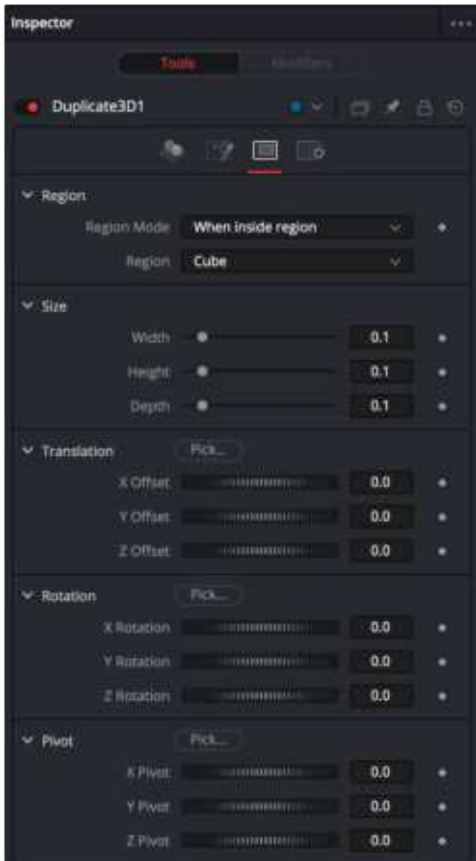 Inspector
Tools Modifiers
Duplicate3D1
Region
Region Mode When inside region
Region Cube
Size
Width 0.1
Height 0.1
Depth 0.1
Translation Pick...
X Offset 0.0
Y Offset 0.0
Z Offset 0.0
Rotation Pick...
X Rotation 0.0
Y Rotation 0.0
Z Rotation 0.0
Pivot Pick...
X Pivot 0.0
Y Pivot 0.0
Z Pivot 0.0